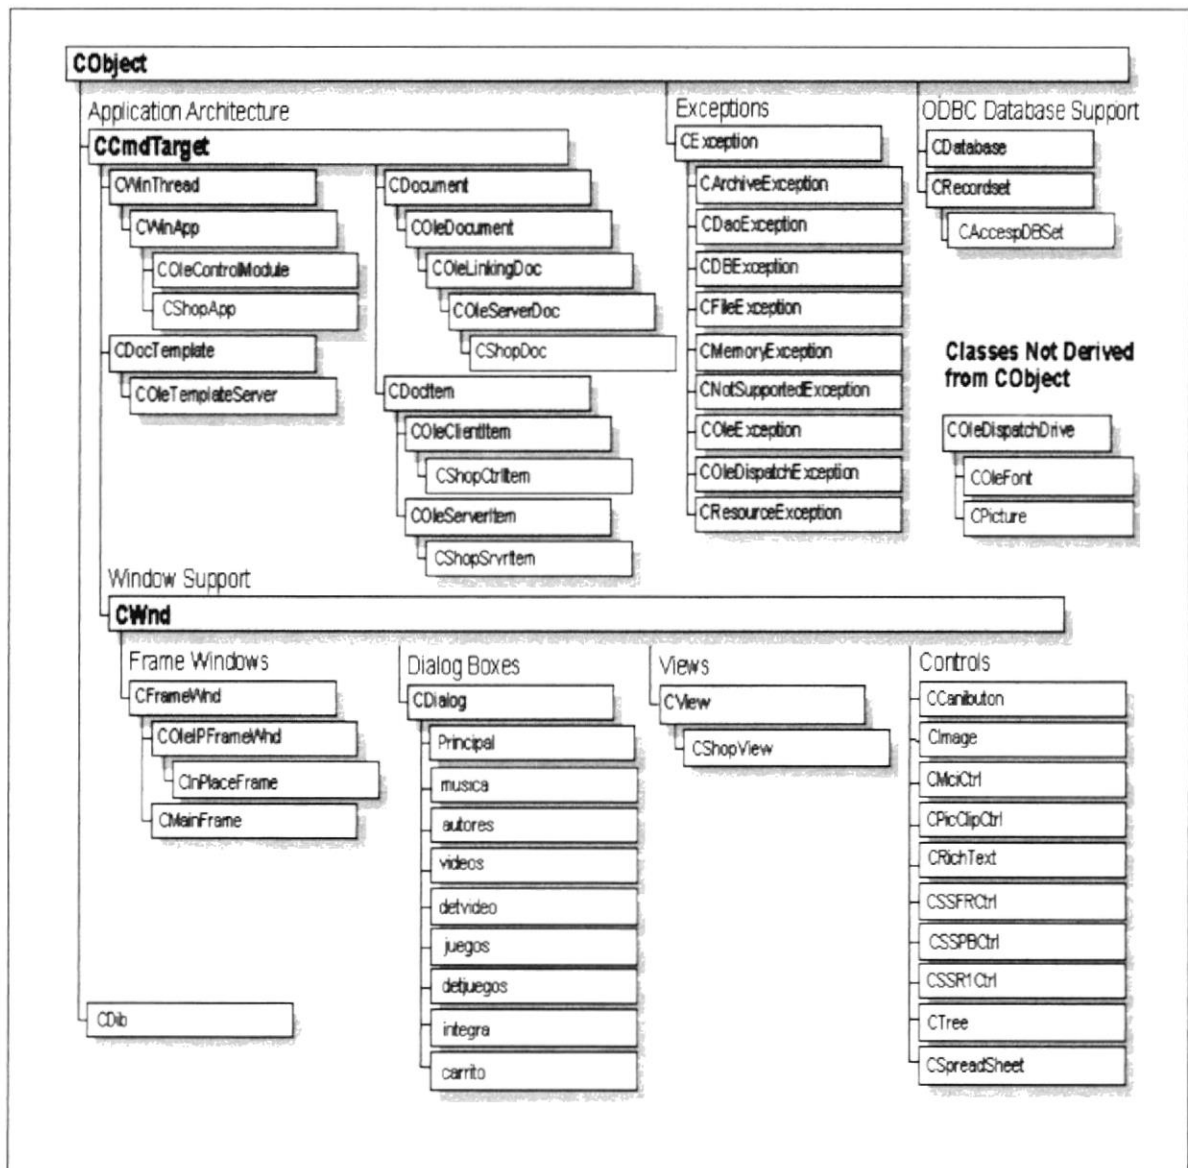 CObject
Application Architecture
CCmdTarget
CWinThread
CWinApp
COleControlModule
CShopApp
CDocTemplate
COleTemplateServer
CDocument
COleDocument
COleLinkingDoc
COleServerDoc
CShopDoc
CDocItem
COleClientItem
CShopCtrlItem
COleServerItem
CShopSrvrItem
Exceptions
CException
CArchiveException
CDaoException
CDBException
CFileException
CMemoryException
CNotSupportedException
COleException
COleDispatchException
CResourceException
ODBC Database Support
CDatabase
CRecordset
CAccespDBSet
Classes Not Derived
from CObject
COleDispatchDrive
COleFont
CPicture
Window Support
CWnd
Frame Windows
CFrameWnd
COleIPFrameWnd
CInPlaceFrame
CMainFrame
Dialog Boxes
CDialog
Principal
musica
autores
videos
detvideo
juegos
detjuegos
integra
carrito
Views
CView
CShopView
Controls
CCanibuton
CImage
CMciCtrl
CPicClipCtrl
CRichText
CSSFRCtrl
CSSPBCtrl
CSSR1Ctrl
CTree
CSpreadSheet
CDib